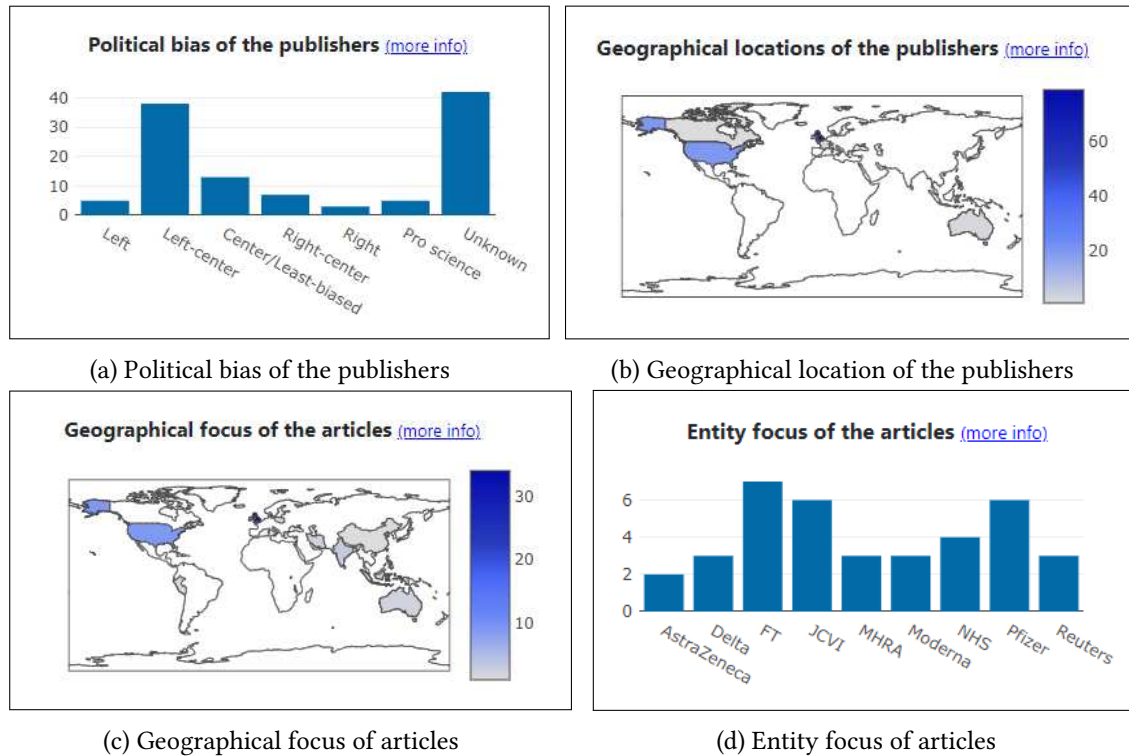 Political bias of the publishers (more info)
40
30
20
10
0
Left
Left-center
Center/Least-biased
Right-center
Right
Pro science
Unknown
(a) Political bias of the publishers
Geographical locations of the publishers (more info)
60
40
20
(b) Geographical location of the publishers
Geographical focus of the articles (more info)
30
20
10
(c) Geographical focus of articles
Entity focus of the articles (more info)
6
4
2
0
AstraZeneca
Delta
FT
JCVI
MHRA
Moderna
NHS
Pfizer
Reuters
(d) Entity focus of articles